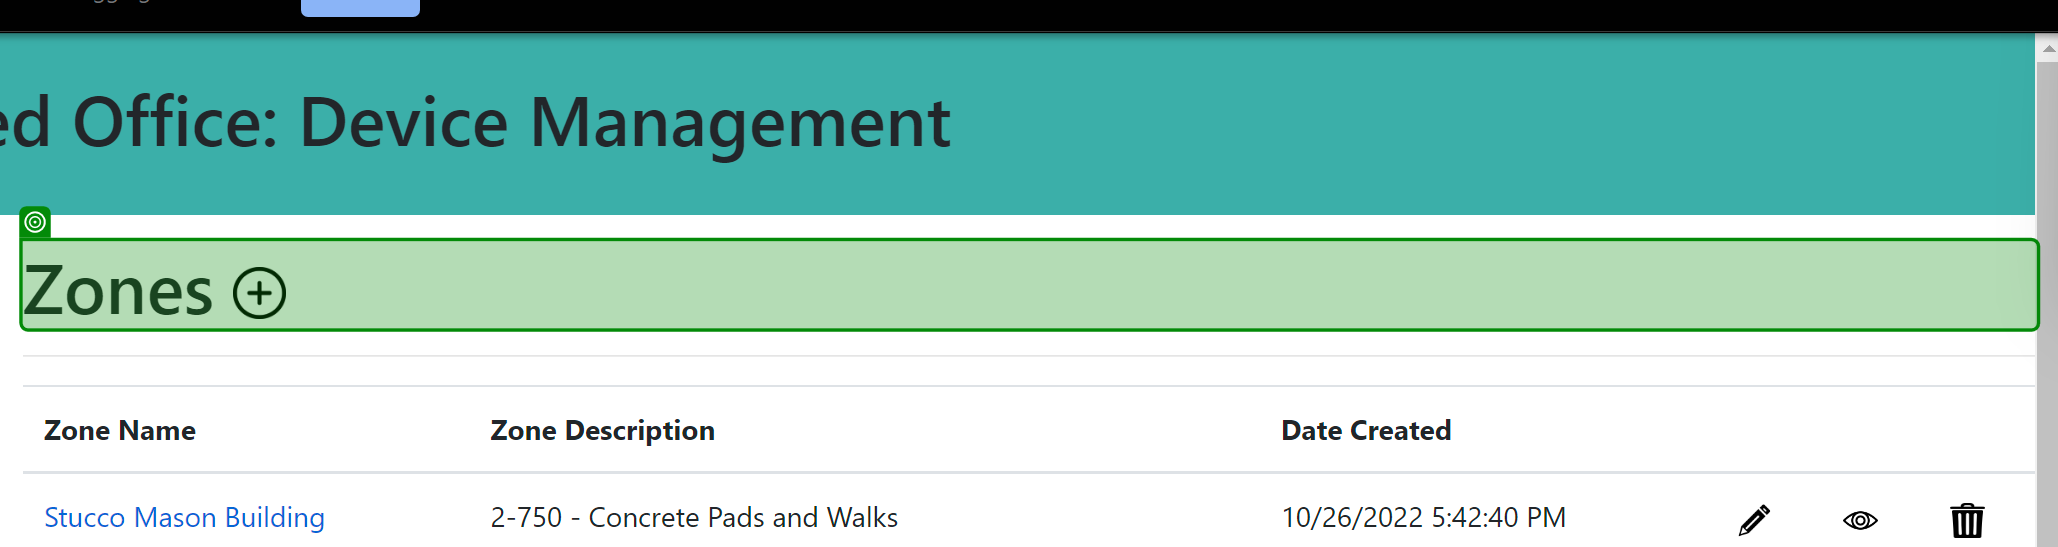 ed Office: Device Management
Zones
Zone Name Zone Description Date Created
Stucco Mason Building 2-750 - Concrete Pads and Walks 10/26/2022 5:42:40 PM